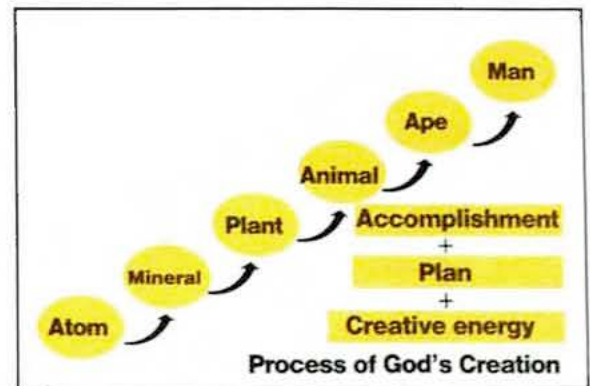 Man
Ape
Animal
Plant
Mineral
Atom
Accomplishment
+
Plan
+
Creative energy
Process of God's Creation